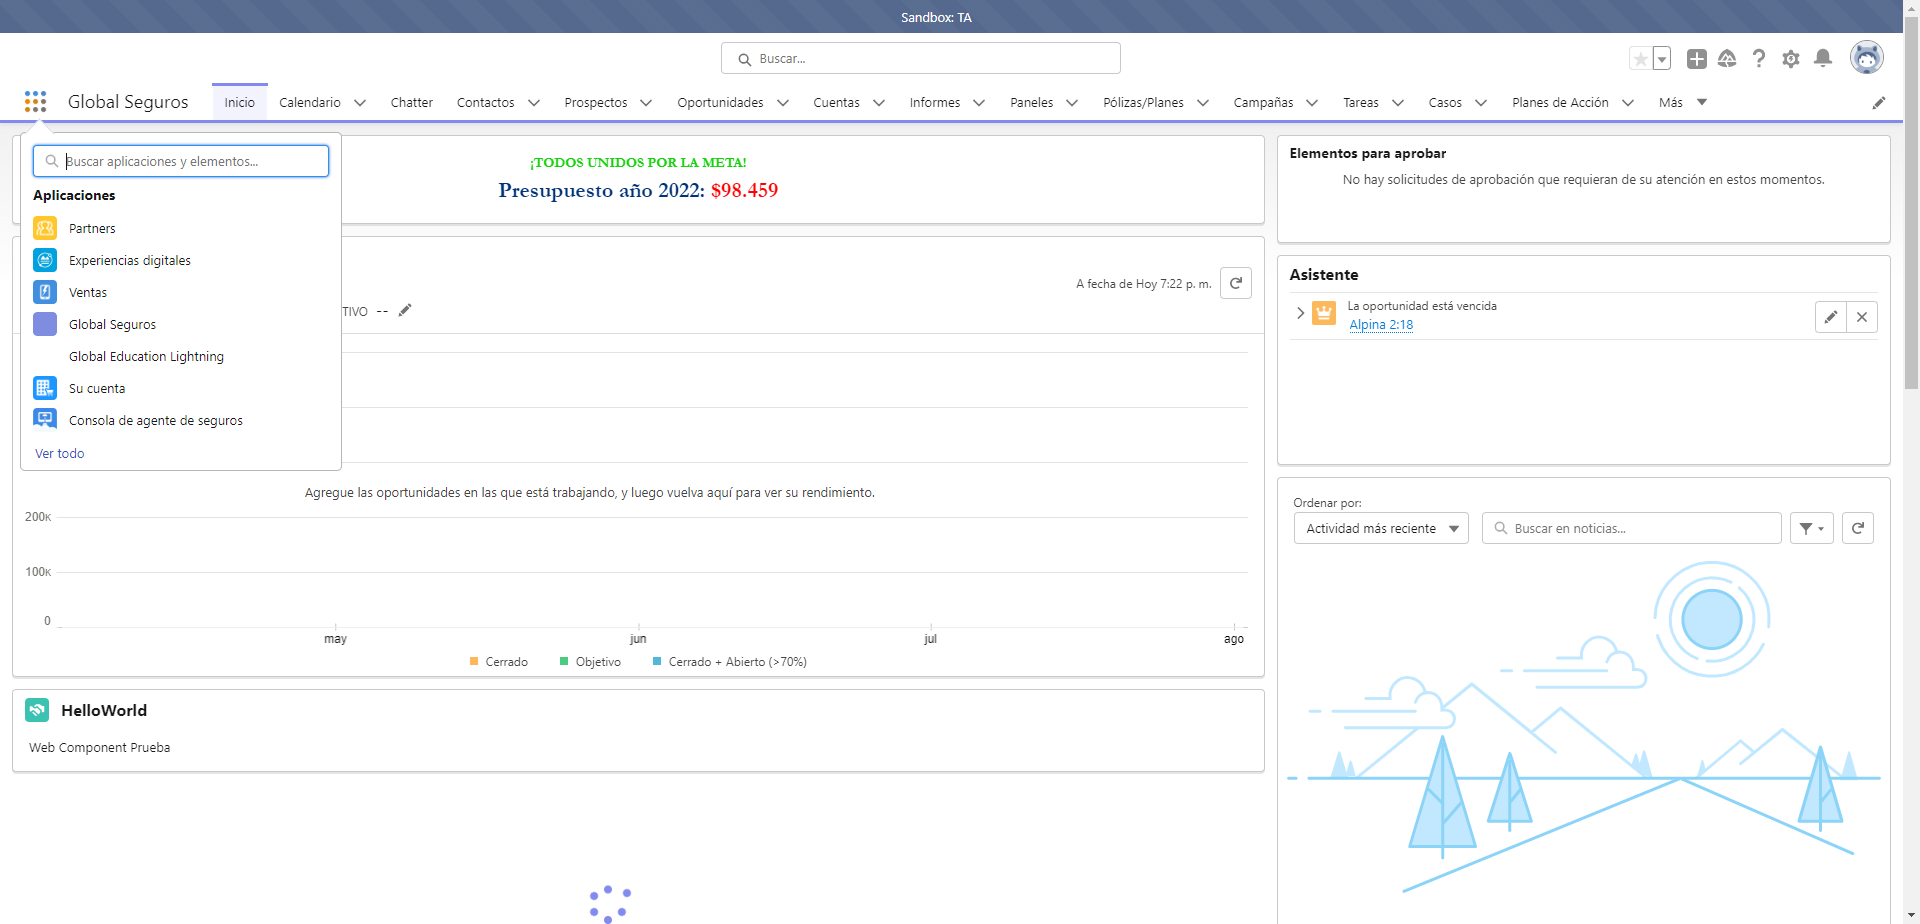 Sandbox: TA
Buscar...
Global Seguros
Inicio
Calendario
Chatter
Contactos
Prospectos
Oportunidades
Cuentas
Informes
Paneles
Pólizas/Planes
Campañas
Tareas
Casos
Planes de Acción
Más
Buscar aplicaciones y elementos...
Aplicaciones
Partners
Experiencias digitales
Ventas
Global Seguros
Global Education Lightning
Su cuenta
Consola de agente de seguros
Ver todo
¡TODOS UNIDOS POR LA META!
Presupuesto año 2022: $98.459
A fecha de Hoy 7:22 p. m.
TIVO --
Agregue las oportunidades en las que está trabajando, y luego vuelva aquí para ver su rendimiento.
200K
100K
0
may
jun
jul
ago
Cerrado
Objetivo
Cerrado + Abierto (>70%)
HelloWorld
Web Component Prueba
Elementos para aprobar
No hay solicitudes de aprobación que requieran de su atención en estos momentos.
Asistente
La oportunidad está vencida
Alpina 2:18
Ordenar por:
Actividad más reciente
Buscar en noticias...